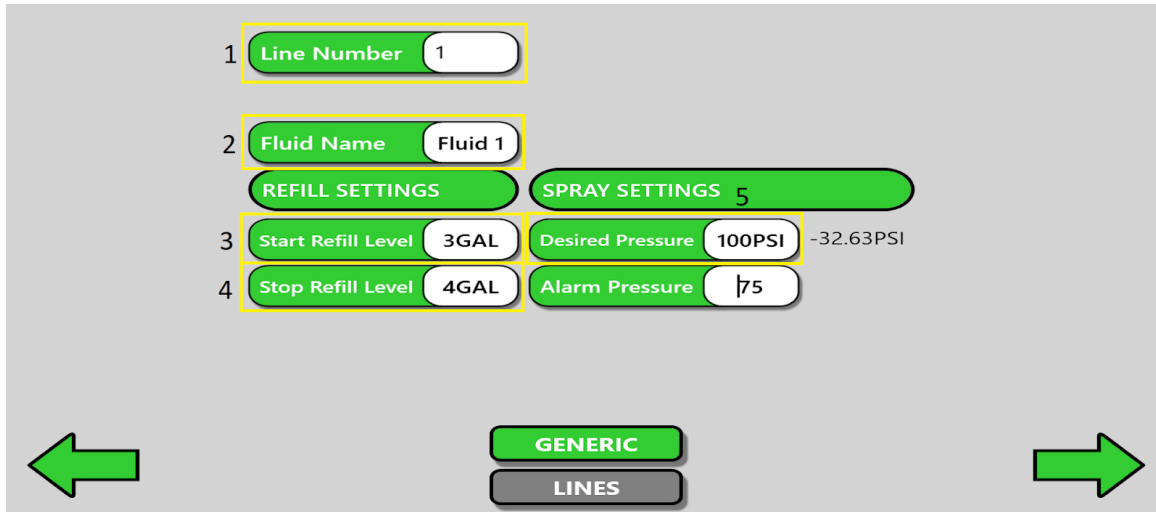 1 Line Number 1
2 Fluid Name Fluid 1
REFILL SETTINGS SPRAY SETTINGS 5
3 Start Refill Level 3GAL Desired Pressure 100PSI -32.63PSI
4 Stop Refill Level 4GAL Alarm Pressure 75
GENERIC
LINES